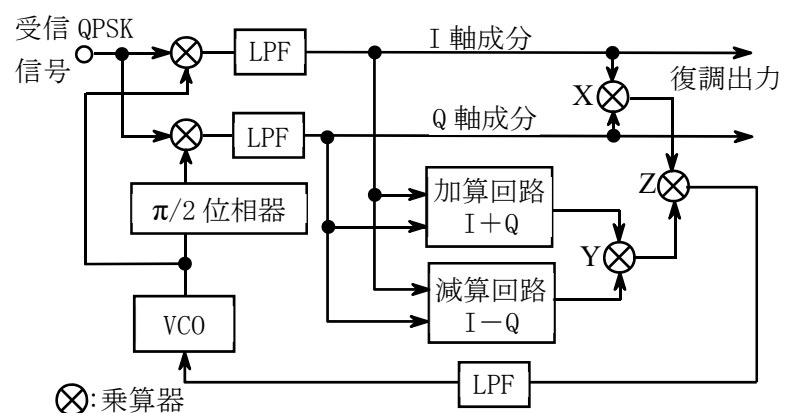 受信 QPSK
信号
LPF
I 軸成分
復調出力
X
LPF
Q 軸成分
π/2 位相器
加算回路
I+Q
Z
Y
減算回路
I-Q
VCO
LPF
⊗:乗算器